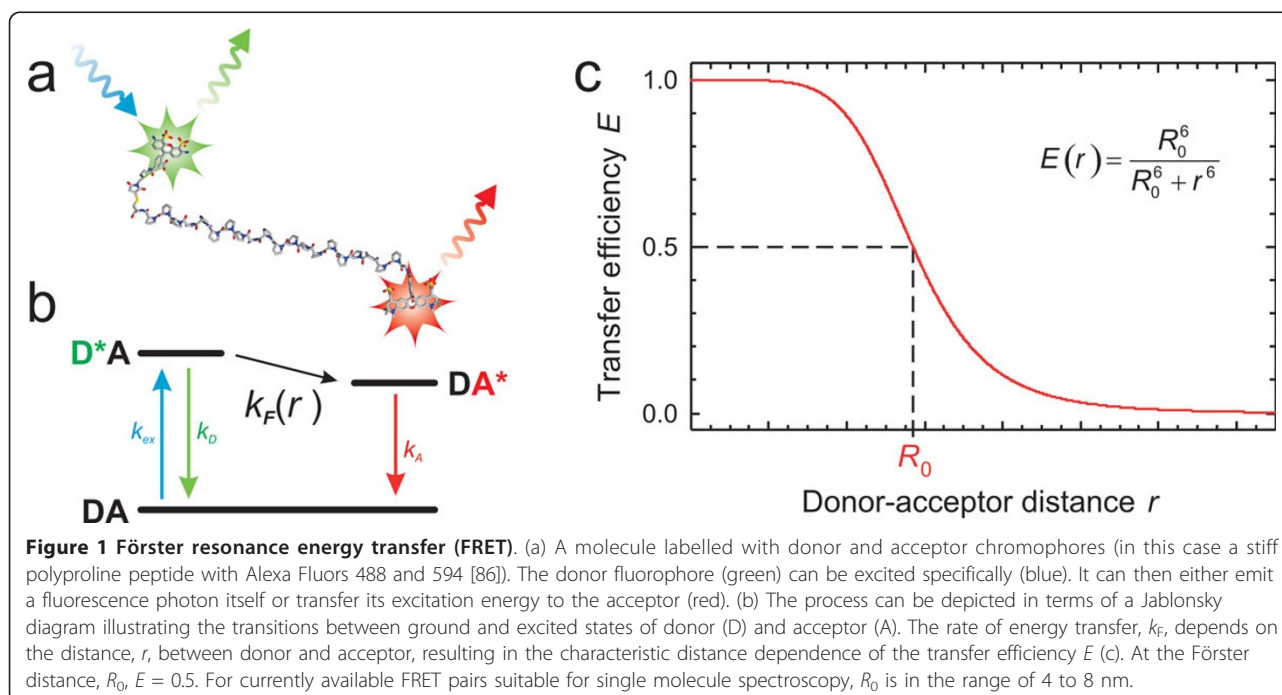 a
b
D*A
DA*
k_F(r)
k_ex
k_D
k_A
DA
c
Transfer efficiency E
1.0
0.5
0.0
E(r) = R_0^6 / (R_0^6 + r^6)
R_0
Donor-acceptor distance r
Figure 1 Förster resonance energy transfer (FRET). (a) A molecule labelled with donor and acceptor chromophores (in this case a stiff
polyproline peptide with Alexa Fluors 488 and 594 [86]). The donor fluorophore (green) can be excited specifically (blue). It can then either emit
a fluorescence photon itself or transfer its excitation energy to the acceptor (red). (b) The process can be depicted in terms of a Jablonsky
diagram illustrating the transitions between ground and excited states of donor (D) and acceptor (A). The rate of energy transfer, k_F, depends on
the distance, r, between donor and acceptor, resulting in the characteristic distance dependence of the transfer efficiency E (c). At the Förster
distance, R_0, E = 0.5. For currently available FRET pairs suitable for single molecule spectroscopy, R_0 is in the range of 4 to 8 nm.